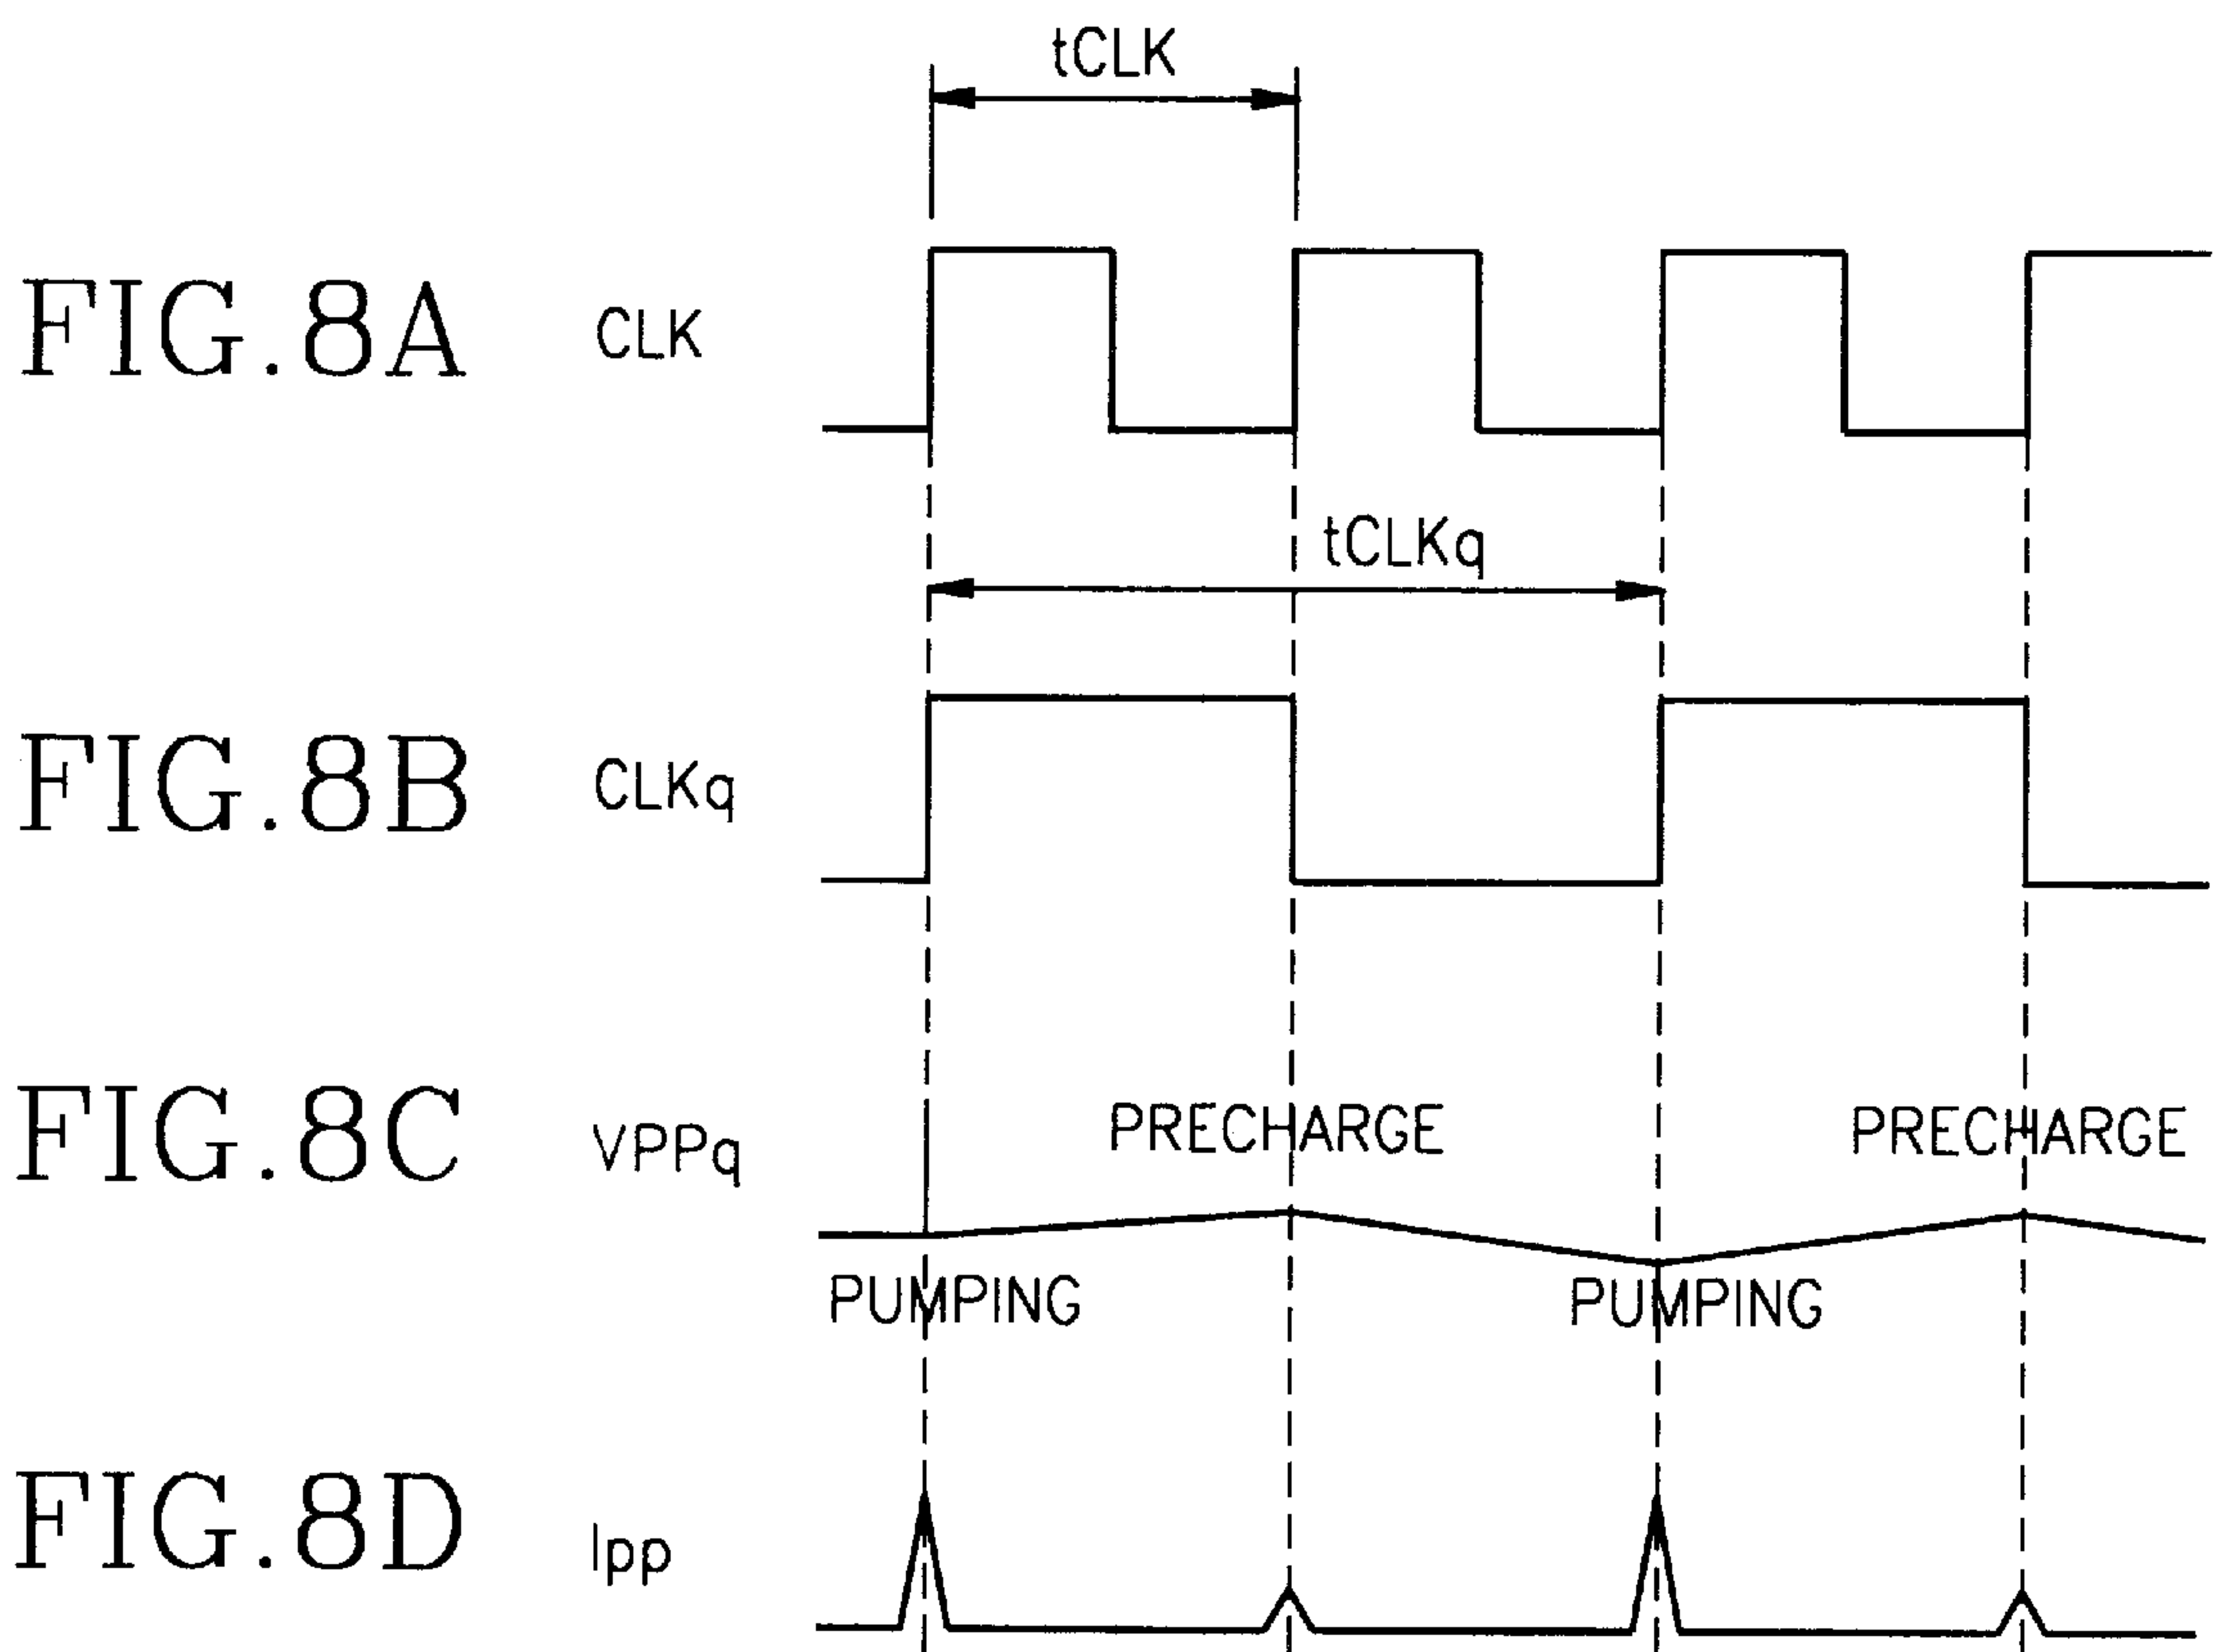 tCLK
FIG.8A CLK
tCLKq
FIG.8B CLKq
FIG.8C VPPq PRECHARGE PRECHARGE
PUMPING PUMPING
FIG.8D Ipp